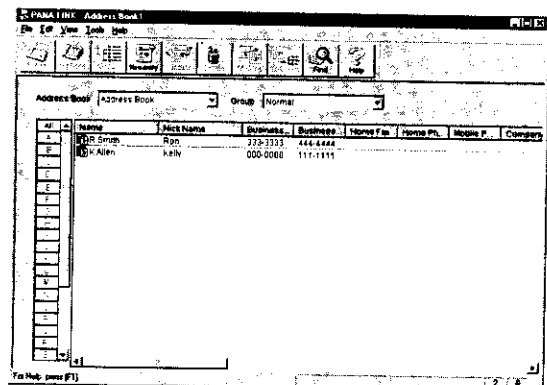 PANA LINK - Address Book1
File Edit View Tools Help
Find Help
Address Book Address Book Group Normal
All Name Nick Name Business... Business... Home Fax Home Ph... Mobile P... Company
A R Smith Ron 333-3333 444-4444
B K Allen Kelly 000-0000 111-1111
E
F
For Help, press [F1]
2